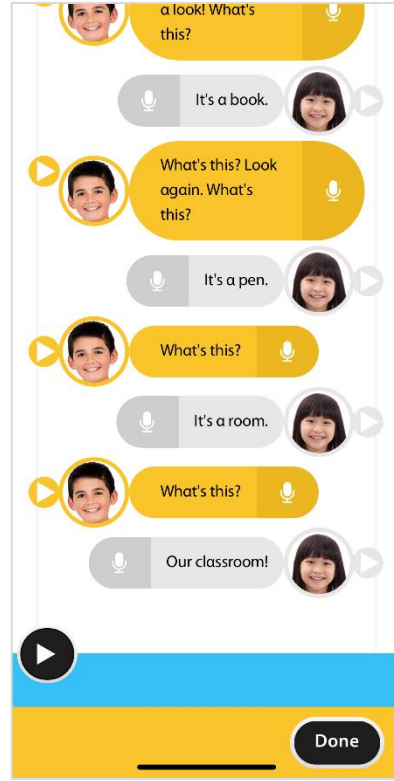 a look! What's
this?
It's a book.
What's this? Look
again. What's
this?
It's a pen.
What's this?
It's a room.
What's this?
Our classroom!
Done